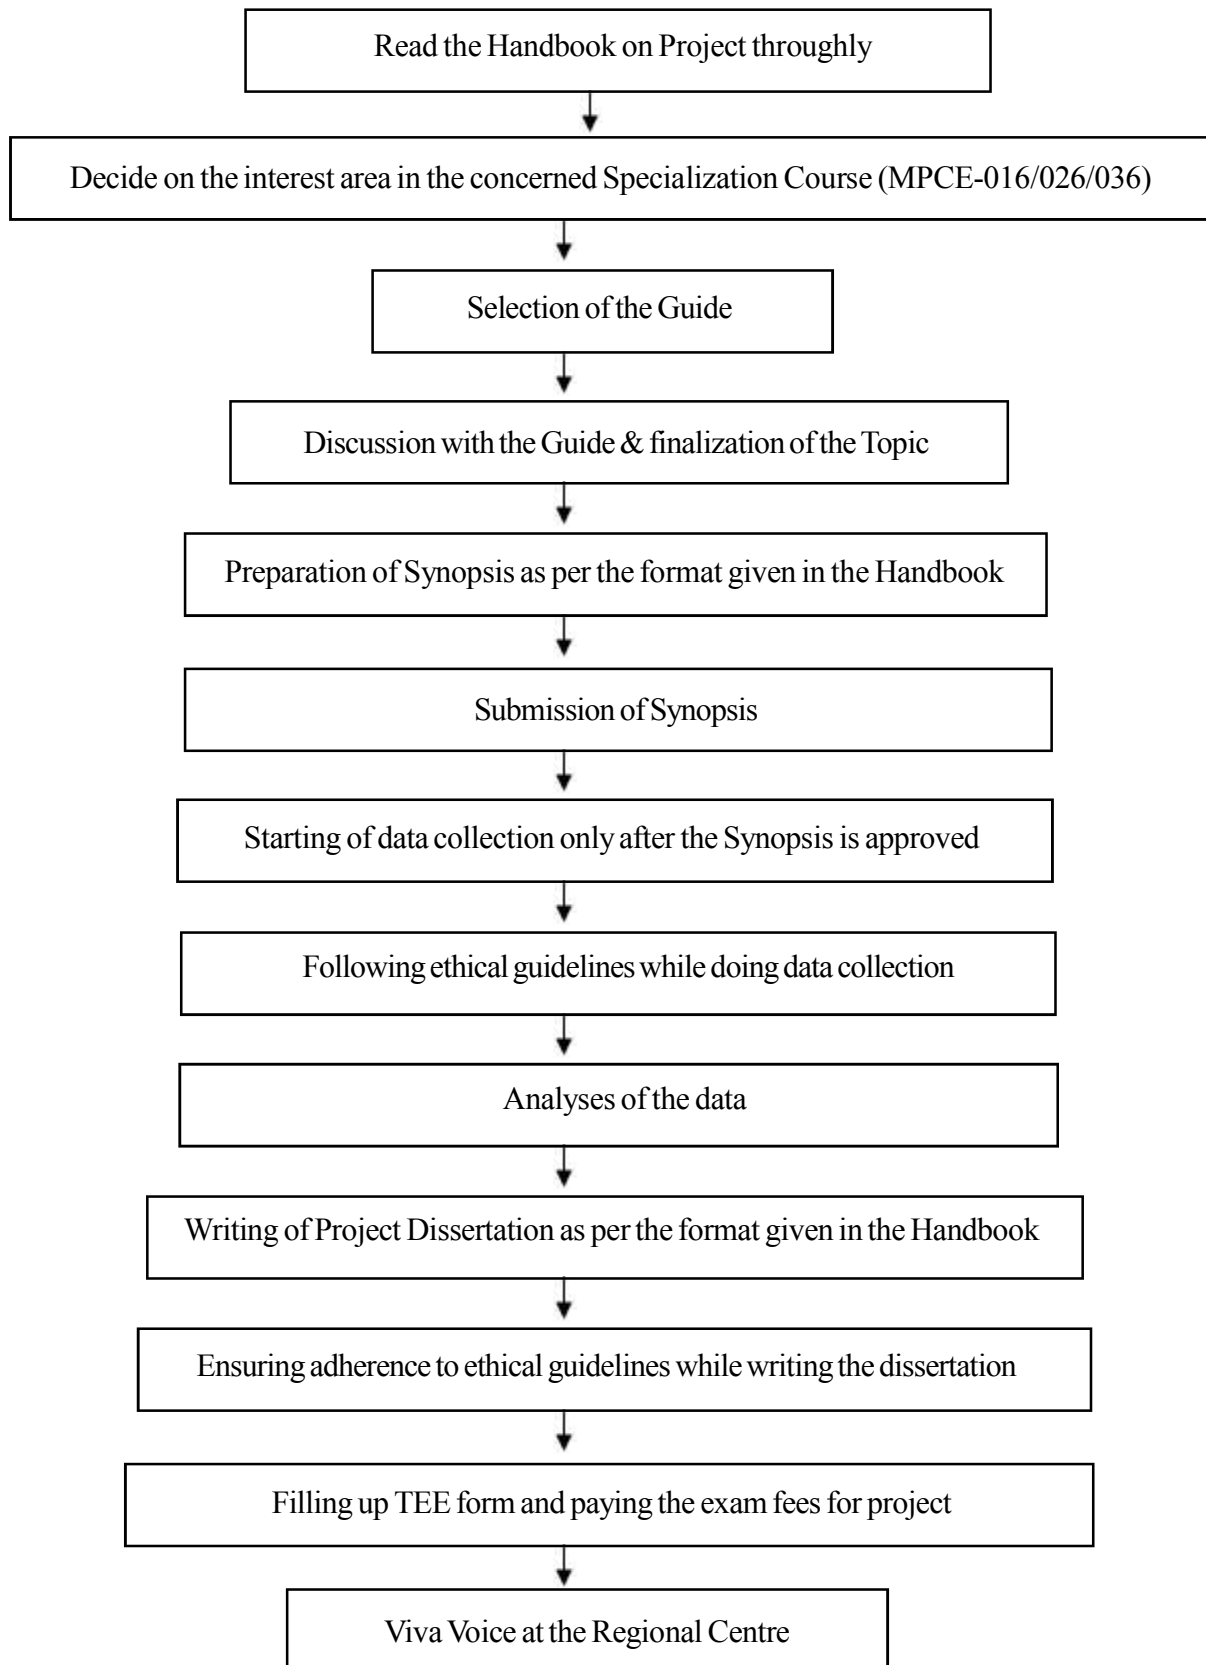 Read the Handbook on Project throughly
Decide on the interest area in the concerned Specialization Course (MPCE-016/026/036)
Selection of the Guide
Discussion with the Guide & finalization of the Topic
Preparation of Synopsis as per the format given in the Handbook
Submission of Synopsis
Starting of data collection only after the Synopsis is approved
Following ethical guidelines while doing data collection
Analyses of the data
Writing of Project Dissertation as per the format given in the Handbook
Ensuring adherence to ethical guidelines while writing the dissertation
Filling up TEE form and paying the exam fees for project
Viva Voice at the Regional Centre